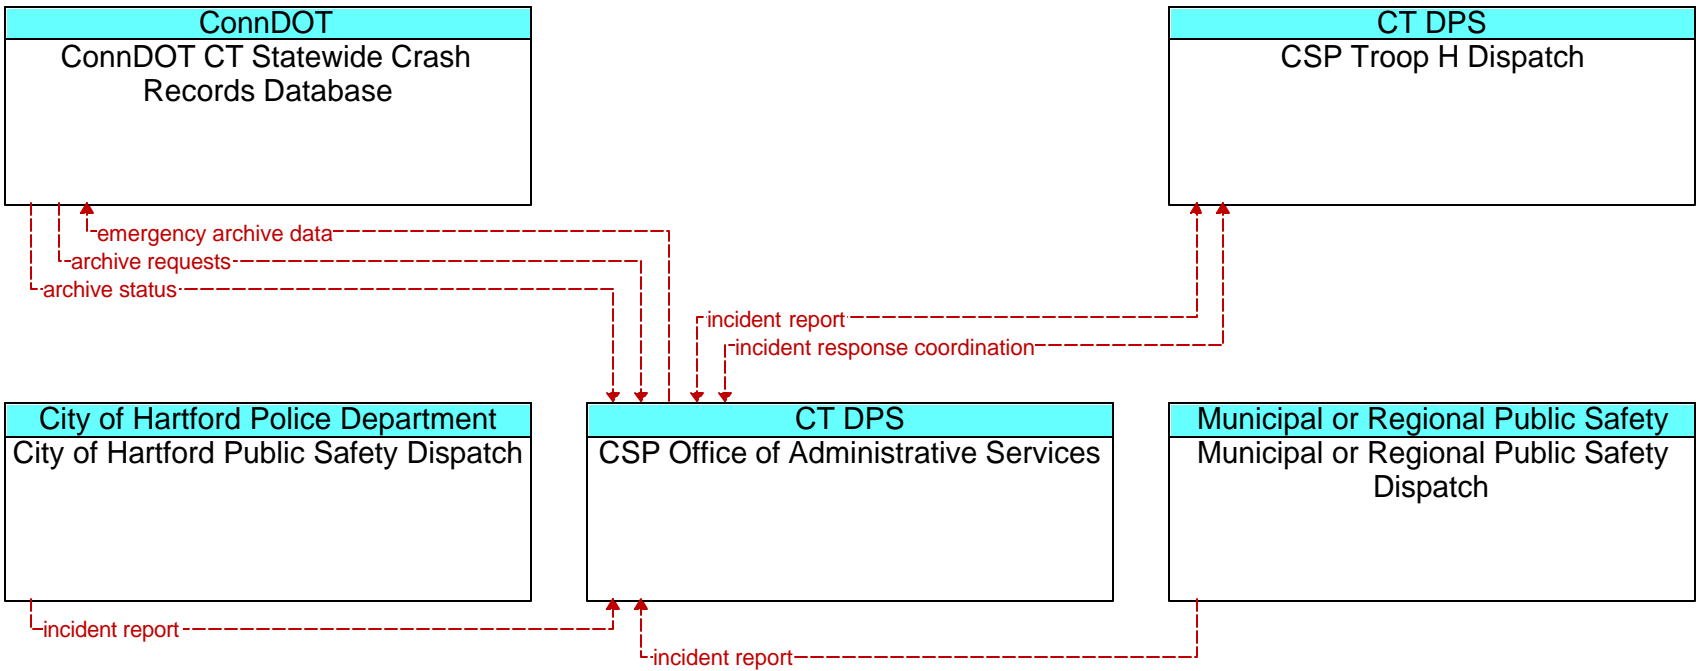 ConnDOT
ConnDOT CT Statewide Crash
Records Database
CT DPS
CSP Troop H Dispatch
emergency archive data
archive requests
archive status
incident report
incident response coordination
City of Hartford Police Department
City of Hartford Public Safety Dispatch
CT DPS
CSP Office of Administrative Services
Municipal or Regional Public Safety
Municipal or Regional Public Safety
Dispatch
incident report
incident report